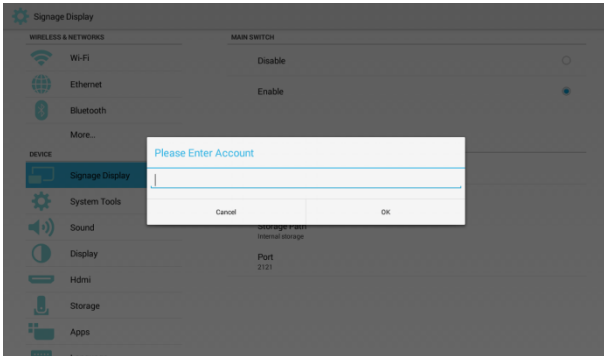 Signage Display
WIRELESS & NETWORKS
Wi-Fi
Ethernet
Bluetooth
More...
DEVICE
Signage Display
System Tools
Sound
Display
Hdmi
Storage
Apps
MAIN SWITCH
Disable
Enable
Please Enter Account
Cancel
OK
Storage Path
Internal storage
Port
2121